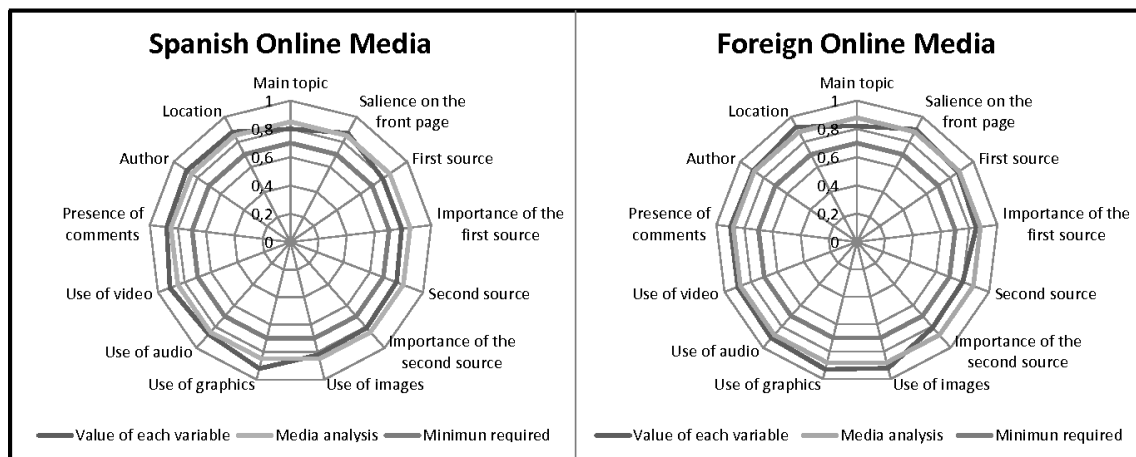 Spanish Online Media
Main topic
Salience on the
front page
First source
Importance of the
first source
Second source
Importance of the
second source
Use of images
Use of graphics
Use of audio
Use of video
Presence of
comments
Author
Location
1
0,8
0,6
0,4
0,2
0
Value of each variable
Media analysis
Minimun required
Foreign Online Media
Main topic
Salience on the
front page
First source
Importance of the
first source
Second source
Importance of the
second source
Use of images
Use of graphics
Use of audio
Use of video
Presence of
comments
Author
Location
1
0,8
0,6
0,4
0,2
0
Value of each variable
Media analysis
Minimun required